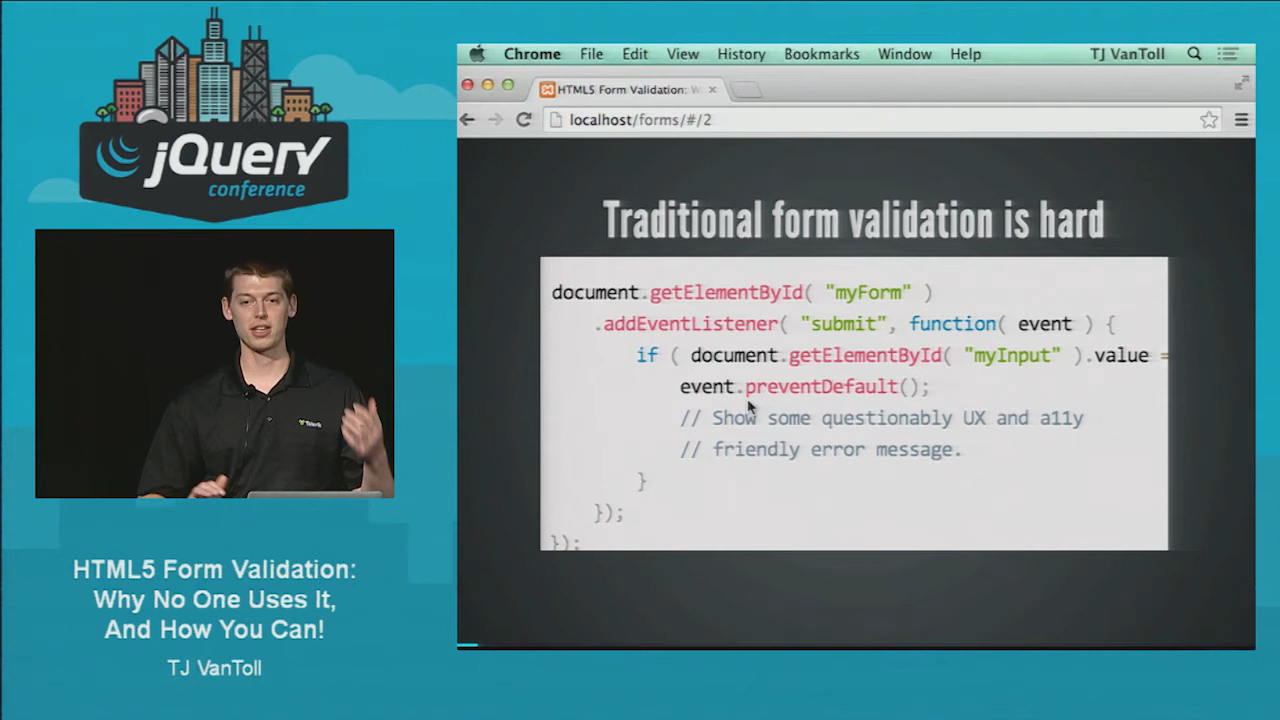 jQuery
conference
HTML5 Form Validation:
Why No One Uses It,
And How You Can!
TJ VanToll
Telerik
Chrome File Edit View History Bookmarks Window Help TJ VanToll
HTML5 Form Validation: W
localhost/forms/#/2
Traditional form validation is hard
document.getElementById( "myForm" )
.addEventListener( "submit", function( event ) {
if ( document.getElementById( "myInput" ).value =
event.preventDefault();
// Show some questionably UX and a11y
// friendly error message.
}
});
});